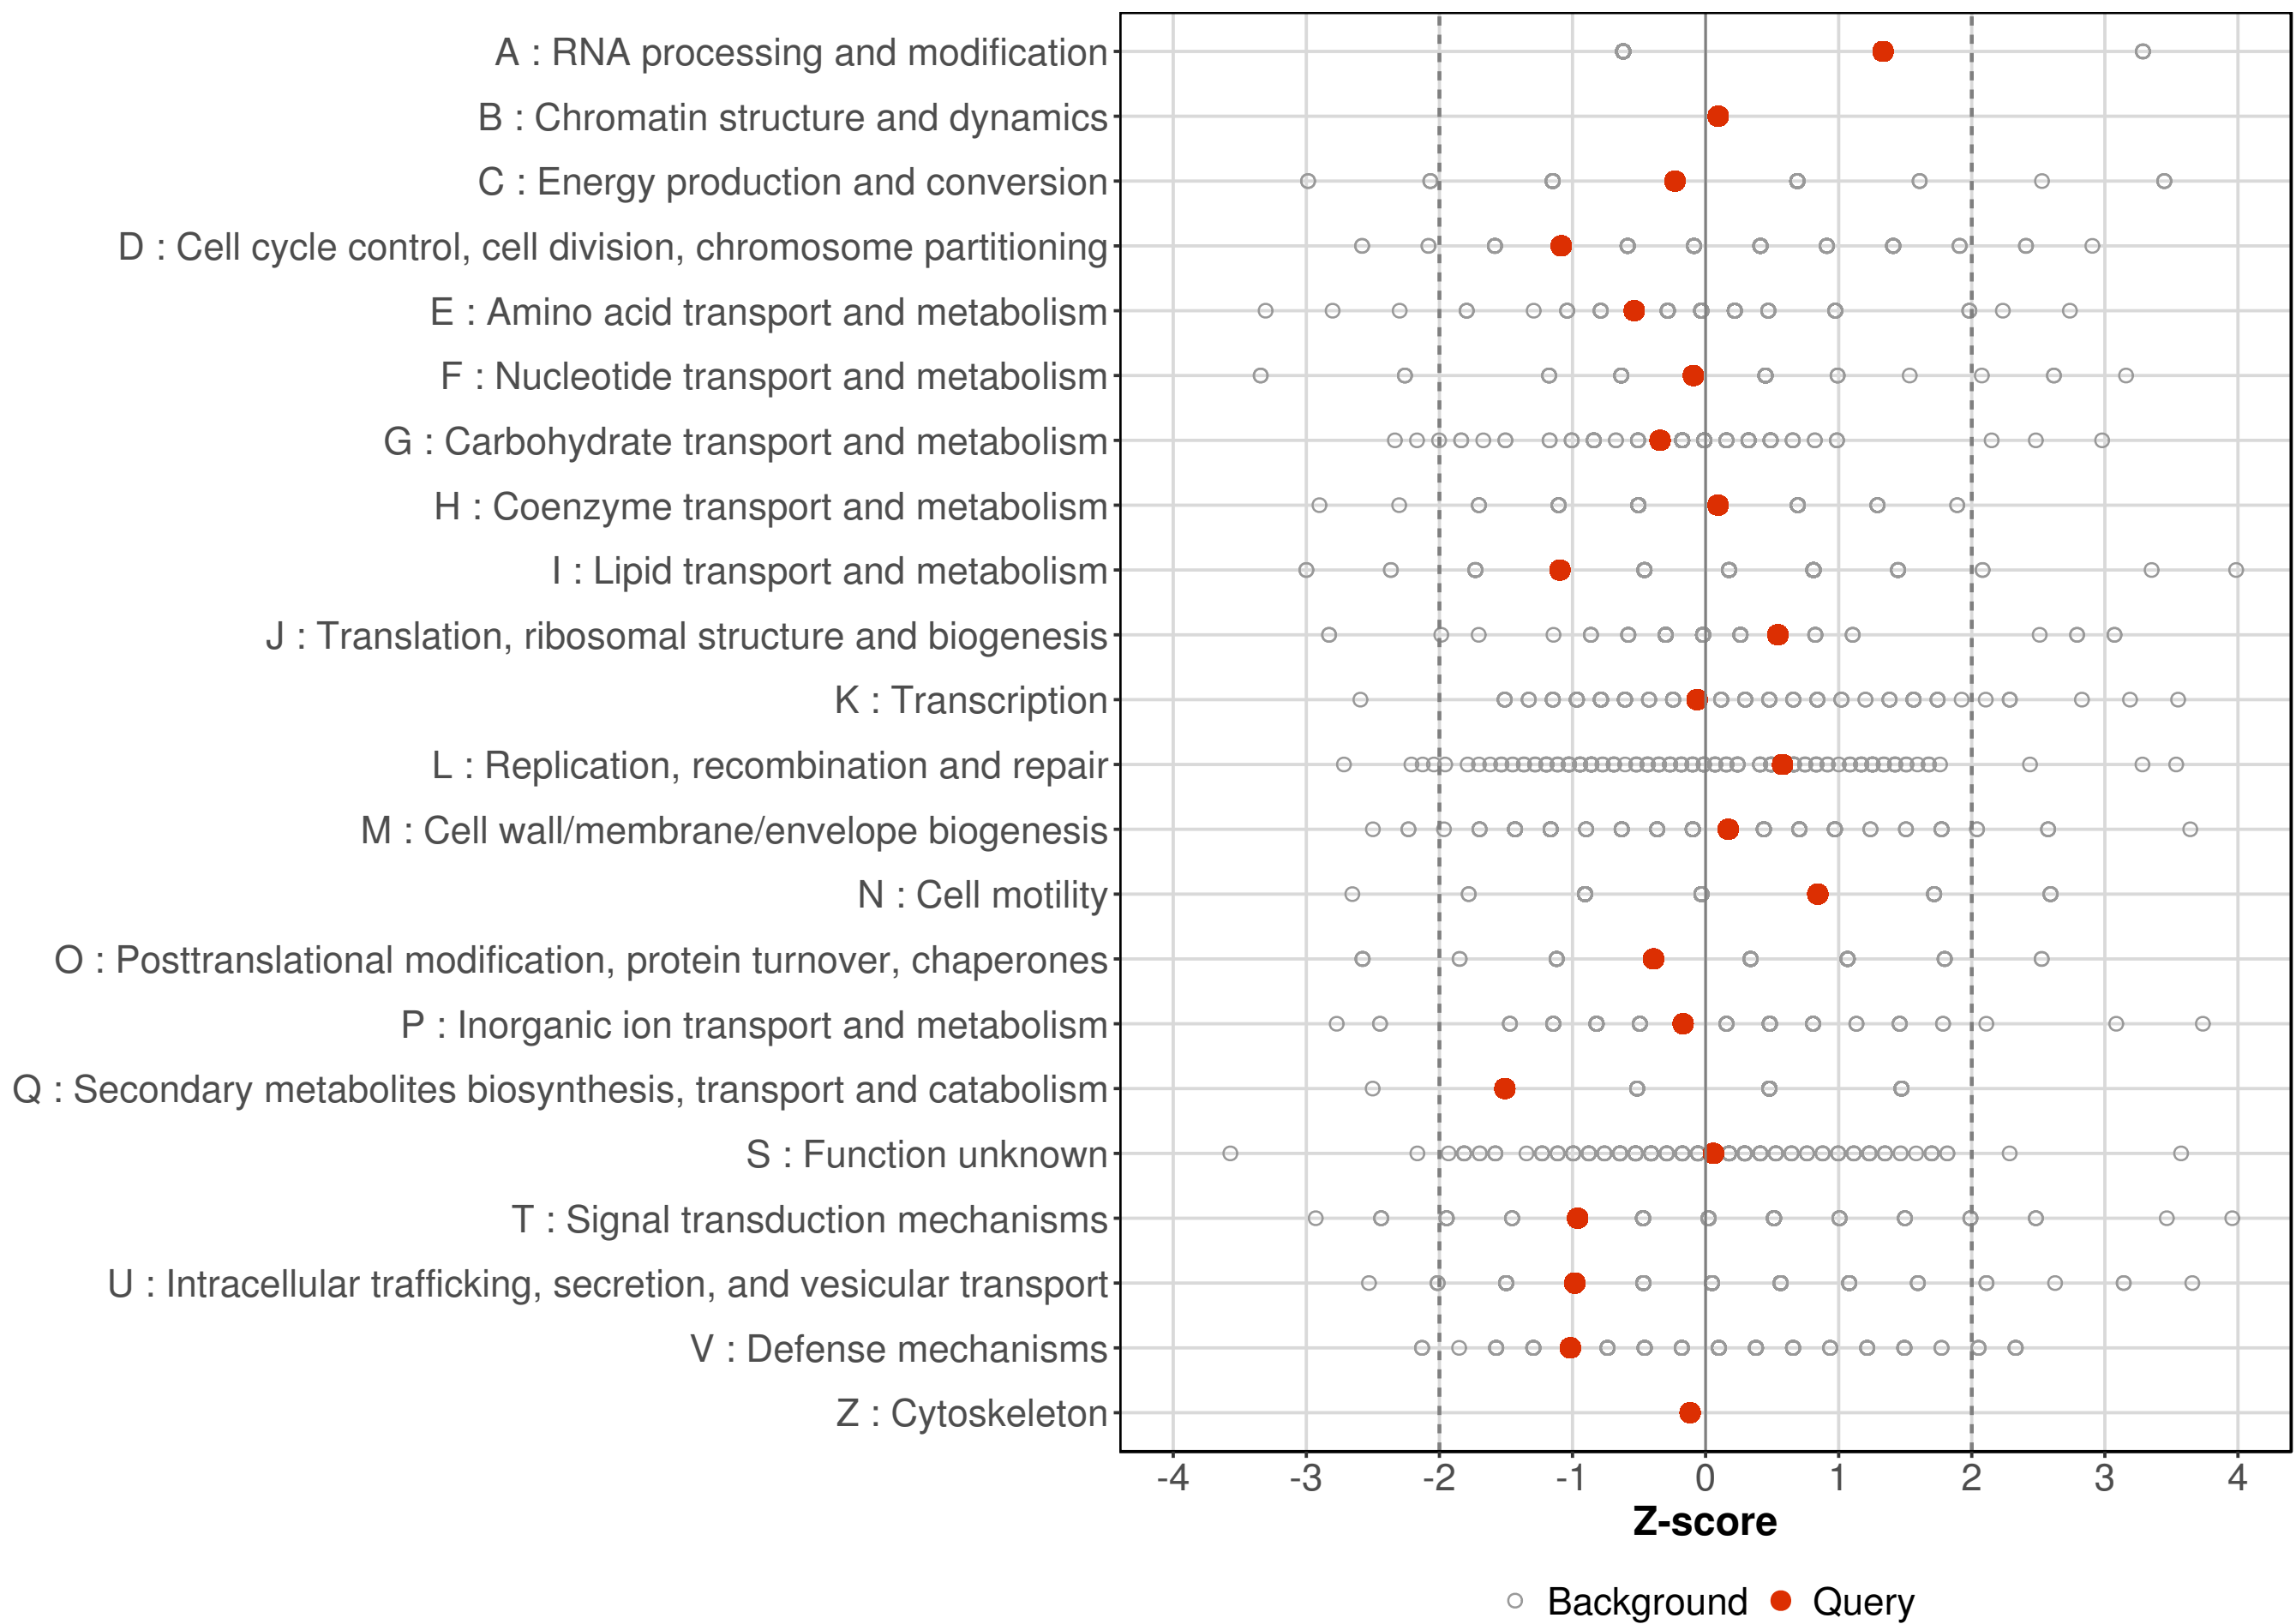 A : RNA processing and modification
B : Chromatin structure and dynamics
C : Energy production and conversion
D : Cell cycle control, cell division, chromosome partitioning
E : Amino acid transport and metabolism
F : Nucleotide transport and metabolism
G : Carbohydrate transport and metabolism
H : Coenzyme transport and metabolism
I : Lipid transport and metabolism
J : Translation, ribosomal structure and biogenesis
K : Transcription
L : Replication, recombination and repair
M : Cell wall/membrane/envelope biogenesis
N : Cell motility
O : Posttranslational modification, protein turnover, chaperones
P : Inorganic ion transport and metabolism
Q : Secondary metabolites biosynthesis, transport and catabolism
S : Function unknown
T : Signal transduction mechanisms
U : Intracellular trafficking, secretion, and vesicular transport
V : Defense mechanisms
Z : Cytoskeleton
-4 -3 -2 -1 0 1 2 3 4
Z-score
Background Query